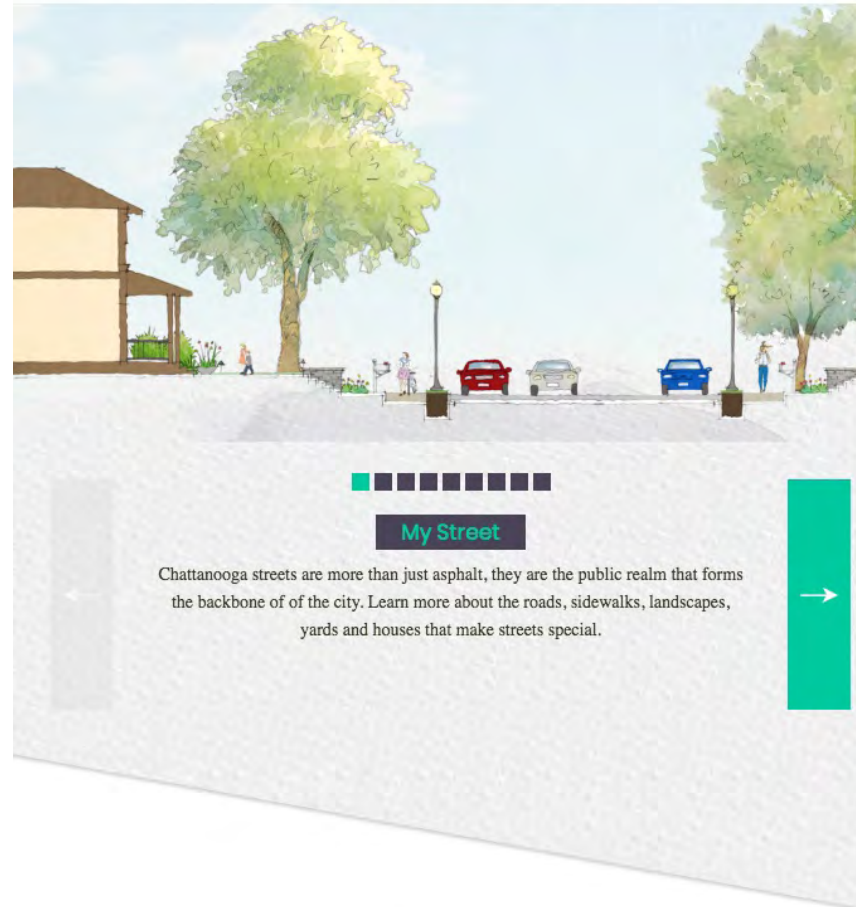 My Street
Chattanooga streets are more than just asphalt, they are the public realm that forms
the backbone of of the city. Learn more about the roads, sidewalks, landscapes,
yards and houses that make streets special.